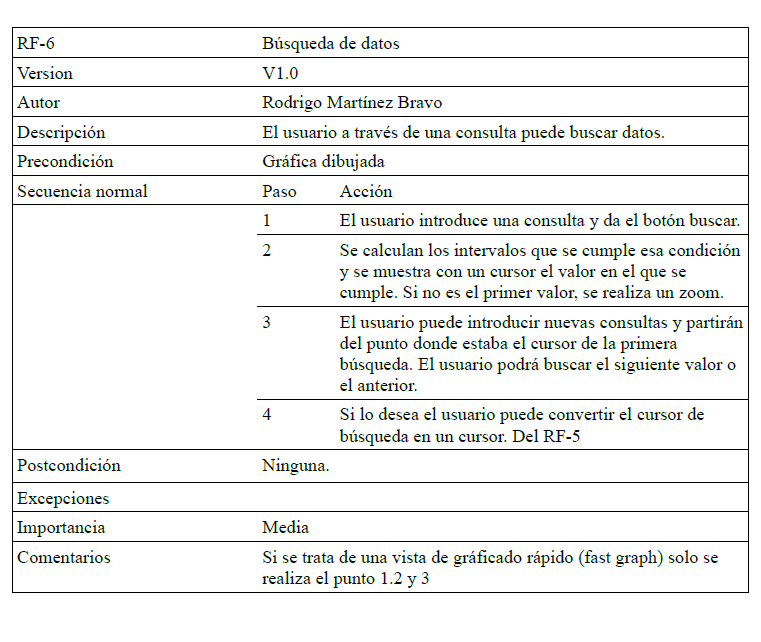 RF-6 Búsqueda de datos
Version V1.0
Autor Rodrigo Martínez Bravo
Descripción El usuario a través de una consulta puede buscar datos.
Precondición Gráfica dibujada
Secuencia normal Paso Acción
1 El usuario introduce una consulta y da el botón buscar.
2 Se calculan los intervalos que se cumple esa condición
y se muestra con un cursor el valor en el que se
cumple. Si no es el primer valor, se realiza un zoom.
3 El usuario puede introducir nuevas consultas y partirán
del punto donde estaba el cursor de la primera
búsqueda. El usuario podrá buscar el siguiente valor o
el anterior.
4 Si lo desea el usuario puede convertir el cursor de
búsqueda en un cursor. Del RF-5
Postcondición Ninguna.
Excepciones
Importancia Media
Comentarios Si se trata de una vista de gráficado rápido (fast graph) solo se
realiza el punto 1.2 y 3